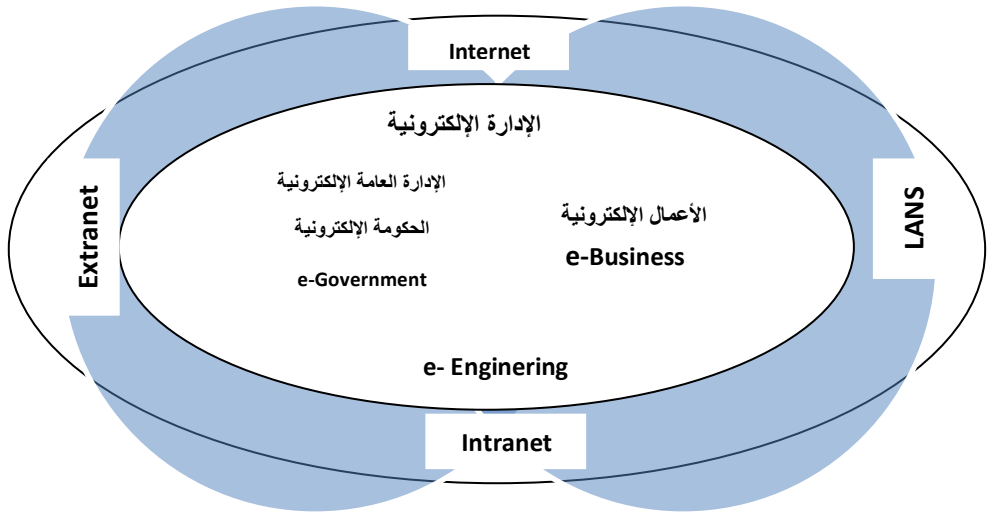 Internet
الإدارة الإلكترونية
الإدارة العامة الإلكترونية
الحكومة الإلكترونية
e-Government
الأعمال الإلكترونية
e-Business
Extranet
LANS
e- Enginering
Intranet